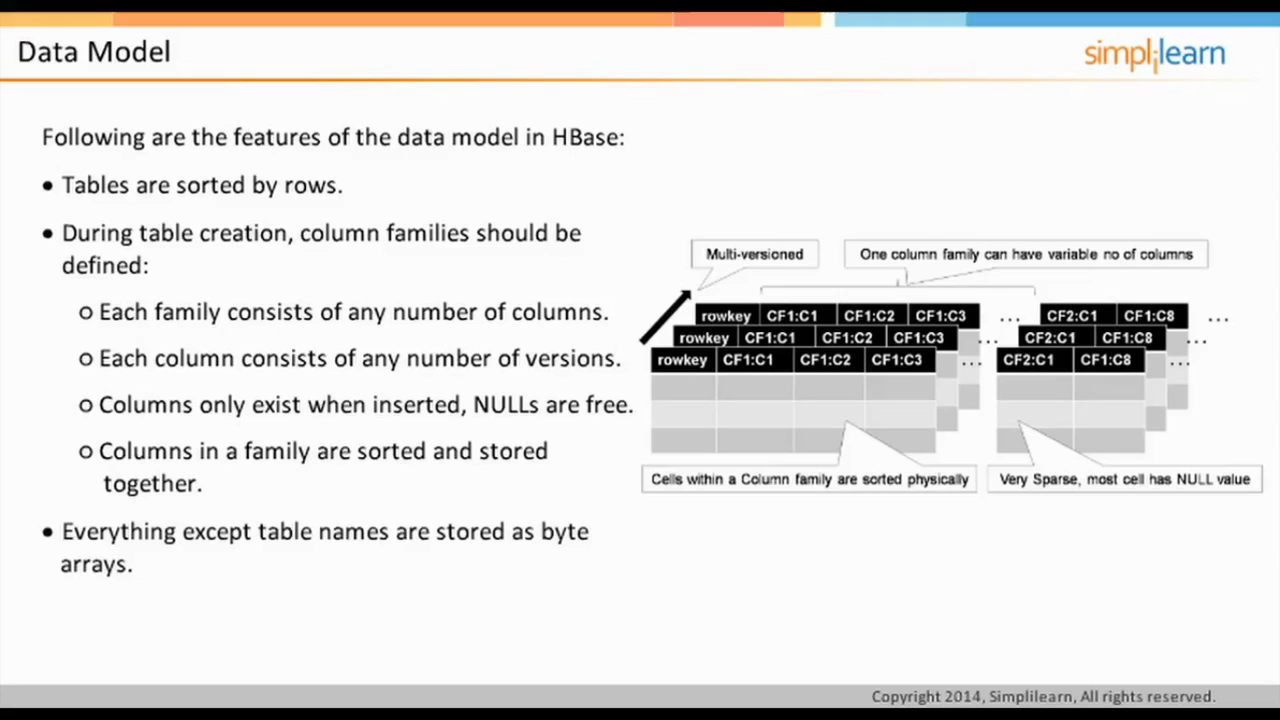 Data Model
simplilearn
Following are the features of the data model in HBase:
• Tables are sorted by rows.
• During table creation, column families should be
defined:
o Each family consists of any number of columns.
o Each column consists of any number of versions.
o Columns only exist when inserted, NULLs are free.
o Columns in a family are sorted and stored
together.
• Everything except table names are stored as byte
arrays.
Multi-versioned
One column family can have variable no of columns
rowkey CF1:C1 CF1:C2 CF1:C3 ... CF2:C1 CF1:C8 ...
rowkey CF1:C1 CF1:C2 CF1:C3 ... CF2:C1 CF1:C8 ...
rowkey CF1:C1 CF1:C2 CF1:C3 ... CF2:C1 CF1:C8 ...
Cells within a Column family are sorted physically
Very Sparse, most cell has NULL value
Copyright 2014, Simplilearn, All rights reserved.